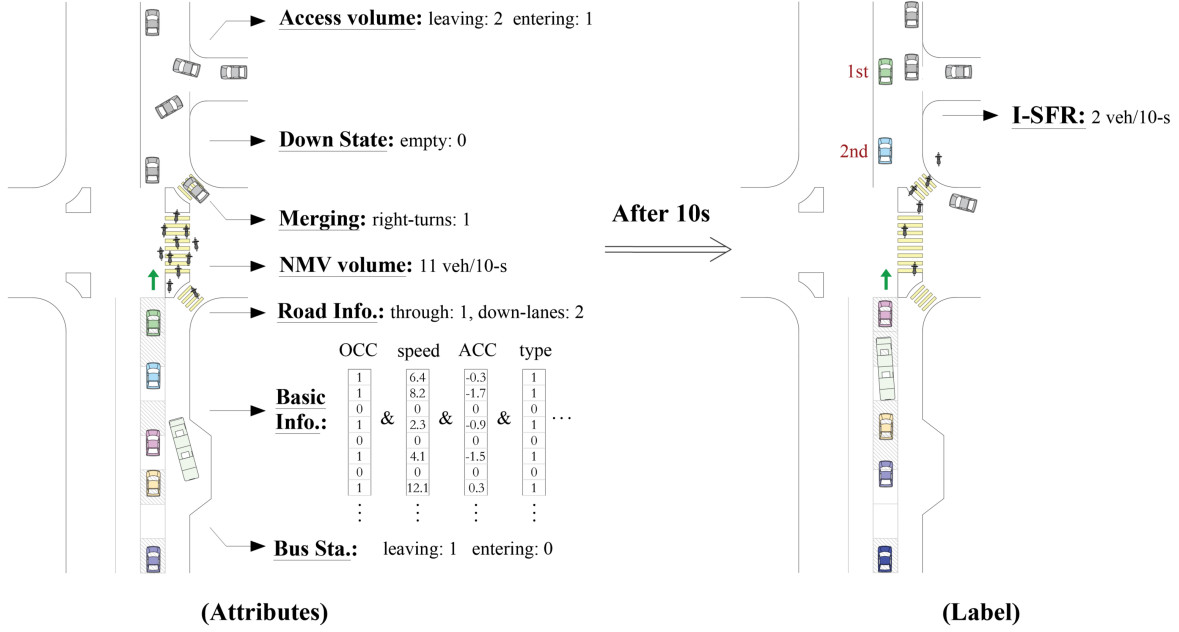 Access volume: leaving: 2 entering: 1
Down State: empty: 0
Merging: right-turns: 1
NMV volume: 11 veh/10-s
Road Info.: through: 1, down-lanes: 2
OCC speed ACC type
Basic
Info.:
1 6.4 -0.3 1
1 8.2 -1.7 1
0 0 0 0
1 & 2.3 & -0.9 & 1 ...
0 0 0 0
1 4.1 -1.5 1
0 0 0 0
1 12.1 0.3 1
⋮ ⋮ ⋮ ⋮
Bus Sta.: leaving: 1 entering: 0
(Attributes)
After 10s
1st
2nd
I-SFR: 2 veh/10-s
(Label)